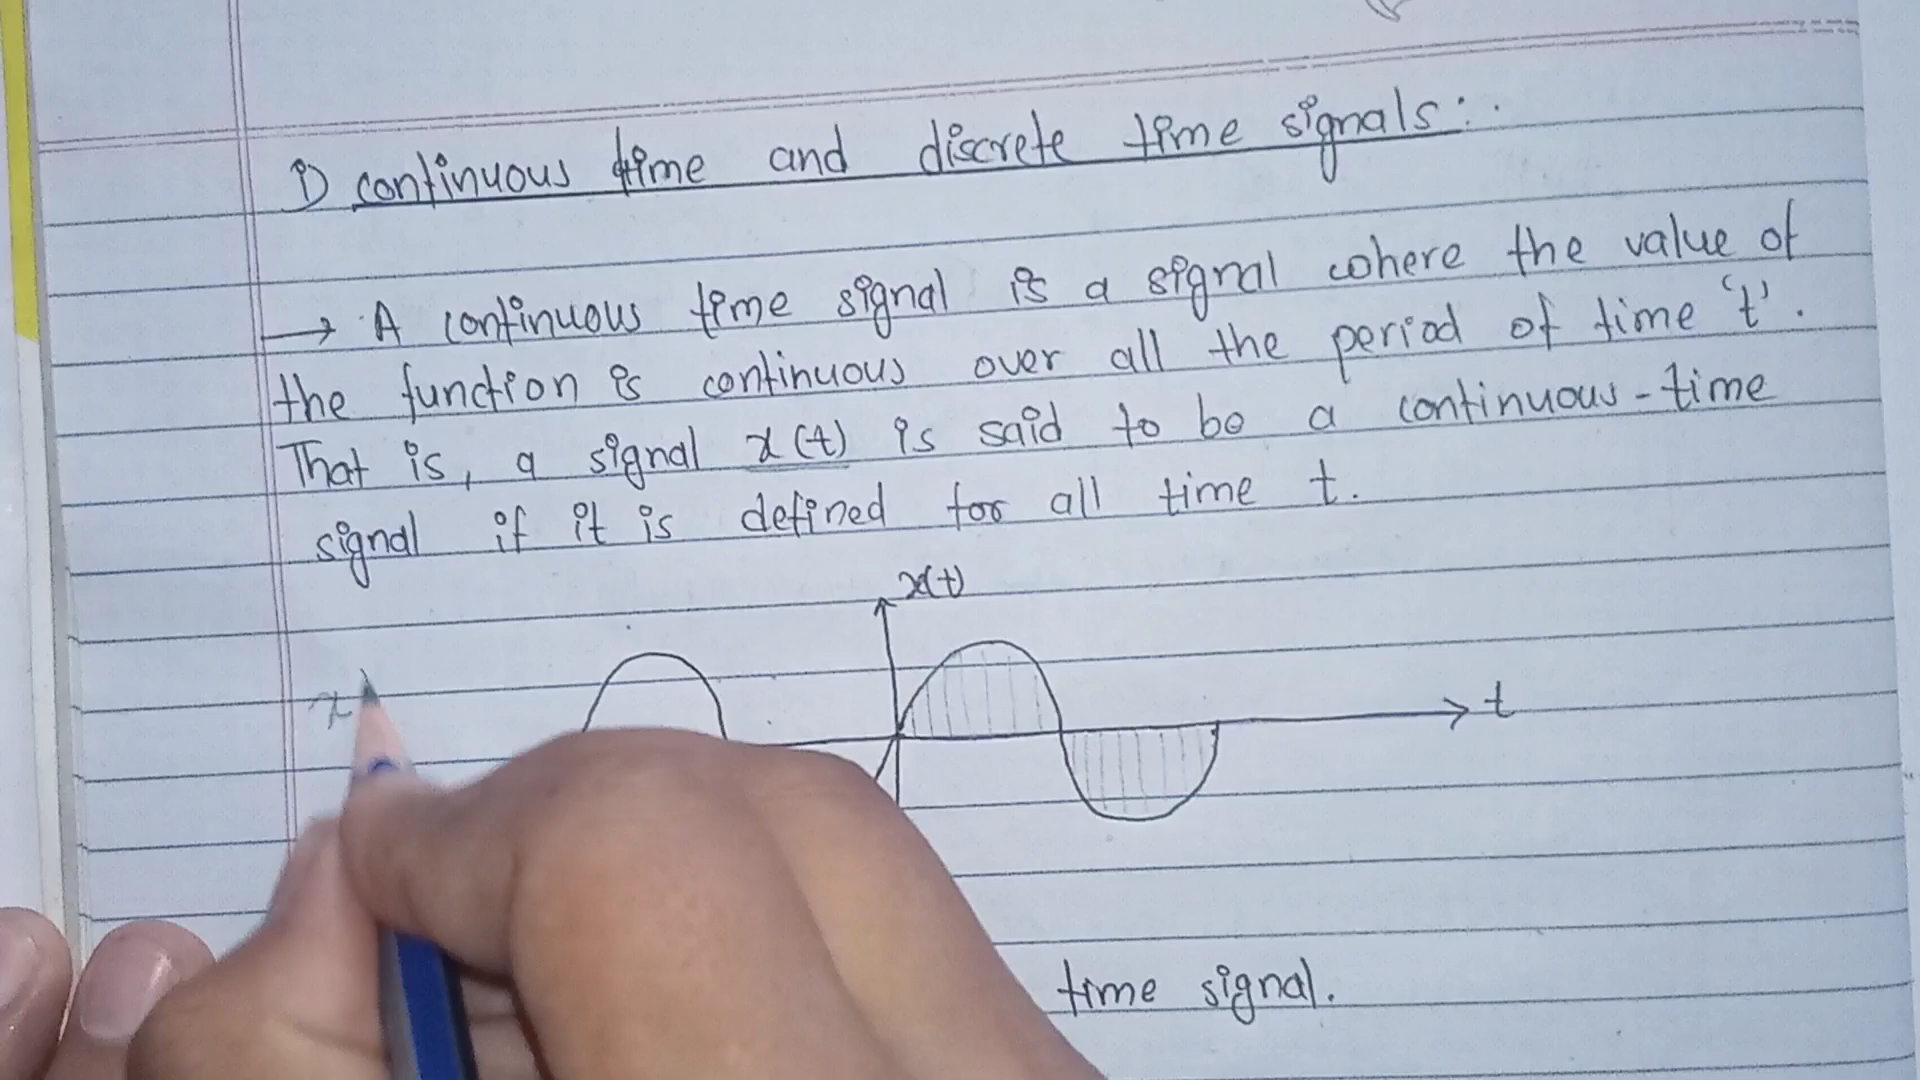 i) continuous time and discrete time signals :.
→ A continuous time signal is a signal where the value of
the function is continuous over all the period of time 't'.
That is, a signal x(t) is said to be a continuous-time
signal if it is defined for all time t.
x(t)
t
x
time signal.